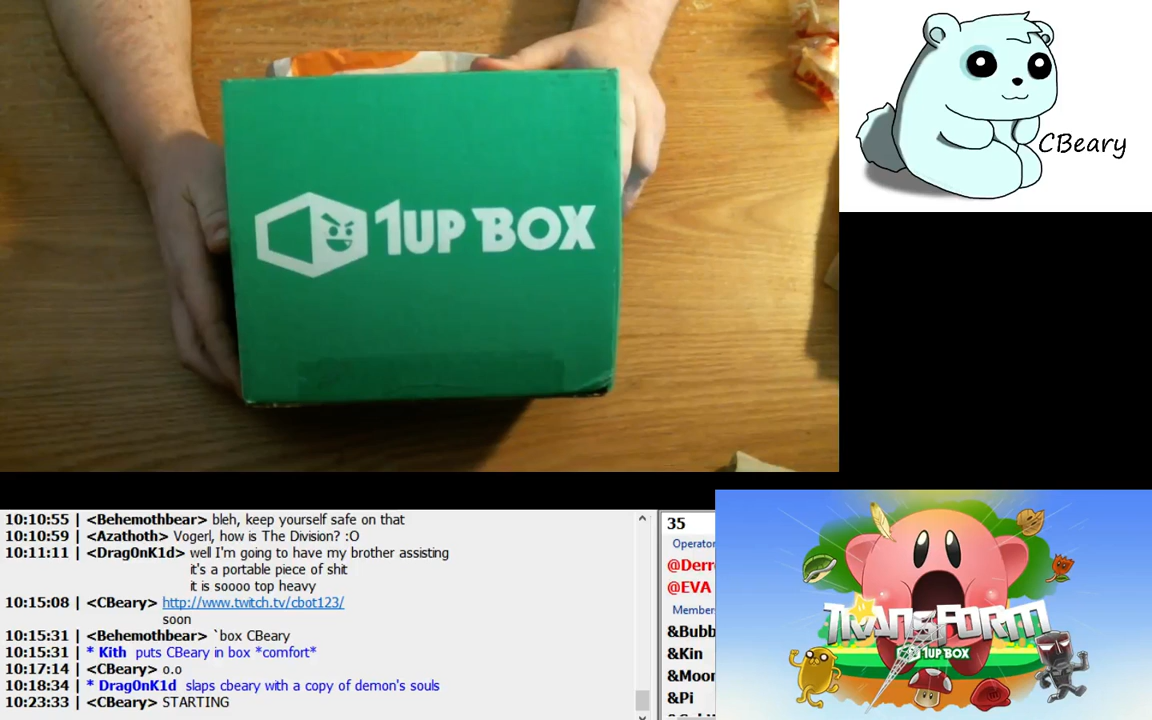 1UP BOX
CBeary
10:10:55 | <Behemothbear> bleh, keep yourself safe on that
10:10:59 | <Azathoth> Vogerl, how is The Division? :O
10:11:11 | <Drag0nK1d> well I'm going to have my brother assisting
it's a portable piece of shit
it is soooo top heavy
10:15:08 | <CBeary> http://www.twitch.tv/cbot123/
soon
10:15:31 | <Behemothbear> `box CBeary
10:15:31 | * Kith puts CBeary in box *comfort*
10:17:14 | <CBeary> o.o
10:18:34 | * Drag0nK1d slaps cbeary with a copy of demon's souls
10:23:33 | <CBeary> STARTING
35
Operator
@Derr
@EVA
Member
&Bubb
&Kin
&Moor
&Pi
TRANSFORM
1UP BOX